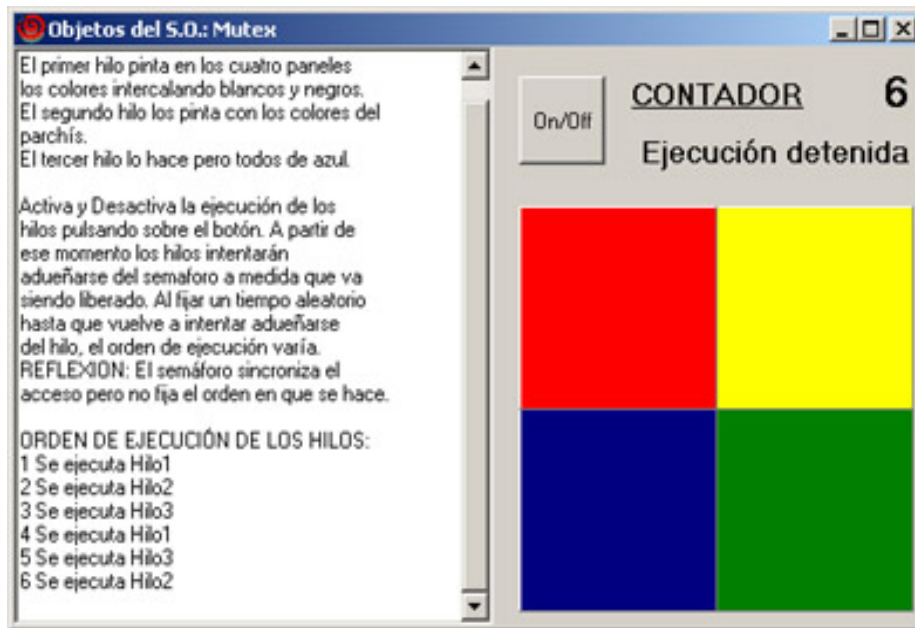 Objetos del S.O.: Mutex
El primer hilo pinta en los cuatro paneles
los colores intercalando blancos y negros.
El segundo hilo los pinta con los colores del
parchís.
El tercer hilo lo hace pero todos de azul.
Activa y Desactiva la ejecución de los
hilos pulsando sobre el botón. A partir de
ese momento los hilos intentarán
adueñarse del semaforo a medida que va
siendo liberado. Al fijar un tiempo aleatorio
hasta que vuelve a intentar adueñarse
del hilo, el orden de ejecución varía.
REFLEXION: El semáforo sincroniza el
acceso pero no fija el orden en que se hace.
ORDEN DE EJECUCIÓN DE LOS HILOS:
1 Se ejecuta Hilo1
2 Se ejecuta Hilo2
3 Se ejecuta Hilo3
4 Se ejecuta Hilo1
5 Se ejecuta Hilo3
6 Se ejecuta Hilo2
On/Off
CONTADOR 6
Ejecución detenida